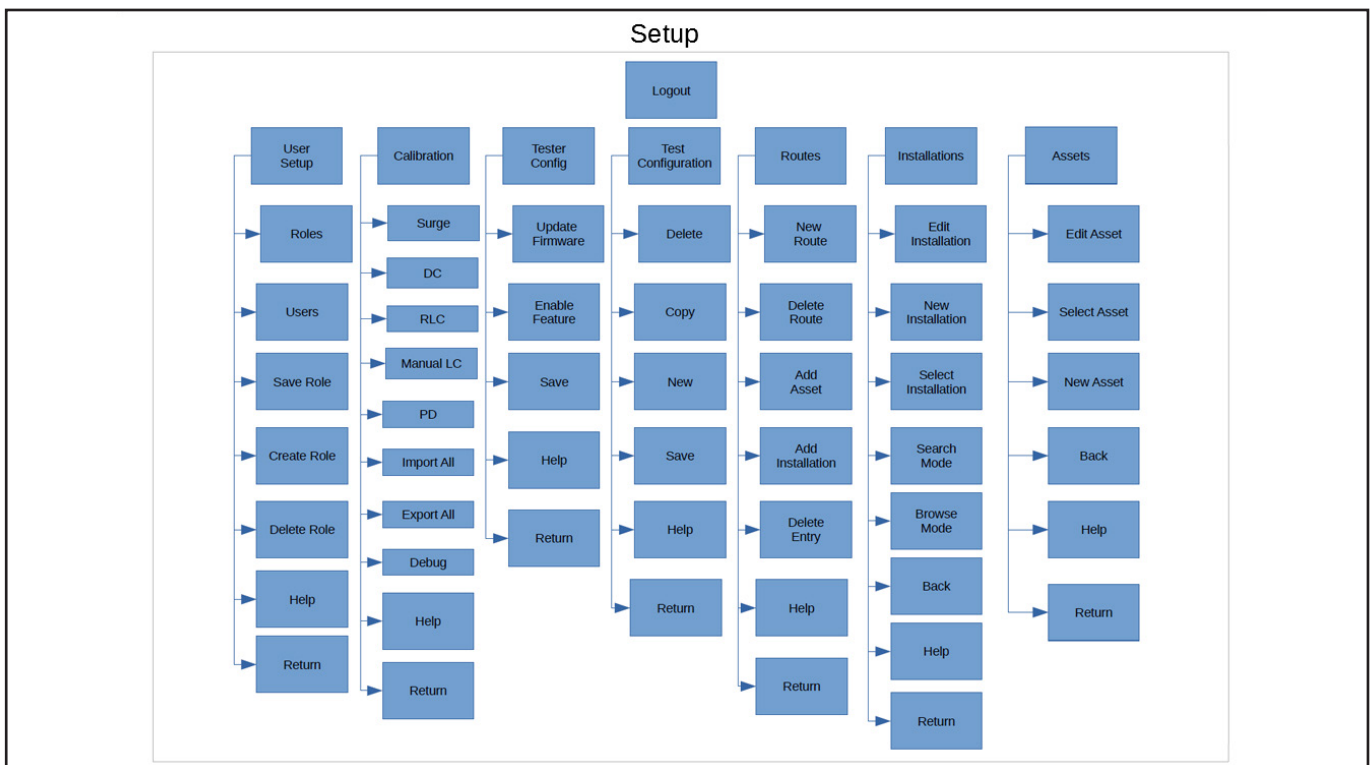 Setup
Logout
User
Setup
Roles
Users
Save Role
Create Role
Delete Role
Help
Return
Calibration
Surge
DC
RLC
Manual LC
PD
Import All
Export All
Debug
Help
Return
Tester
Config
Update
Firmware
Enable
Feature
Save
Help
Return
Test
Configuration
Delete
Copy
New
Save
Help
Return
Routes
New
Route
Delete
Route
Add
Asset
Add
Installation
Delete
Entry
Help
Return
Installations
Edit
Installation
New
Installation
Select
Installation
Search
Mode
Browse
Mode
Back
Help
Return
Assets
Edit Asset
Select Asset
New Asset
Back
Help
Return